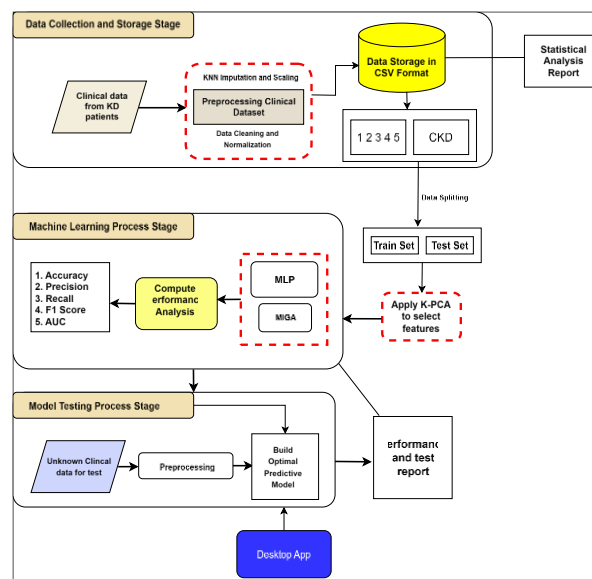 Data Collection and Storage Stage
Clinical data
from KD
patients
KNN Imputation and Scaling
Preprocessing Clinical
Dataset
Data Cleaning and
Normalization
Data Storage in
CSV Format
Statistical
Analysis
Report
1 2 3 4 5
CKD
Data Splitting
Train Set
Test Set
Apply K-PCA
to select
features
Machine Learning Process Stage
1. Accuracy
2. Precision
3. Recall
4. F1 Score
5. AUC
Compute
erformanc
Analysis
MLP
MIGA
Model Testing Process Stage
Unknown Clincal
data for test
Preprocessing
Build
Optimal
Predictive
Model
erformanc
and test
report
Desktop App